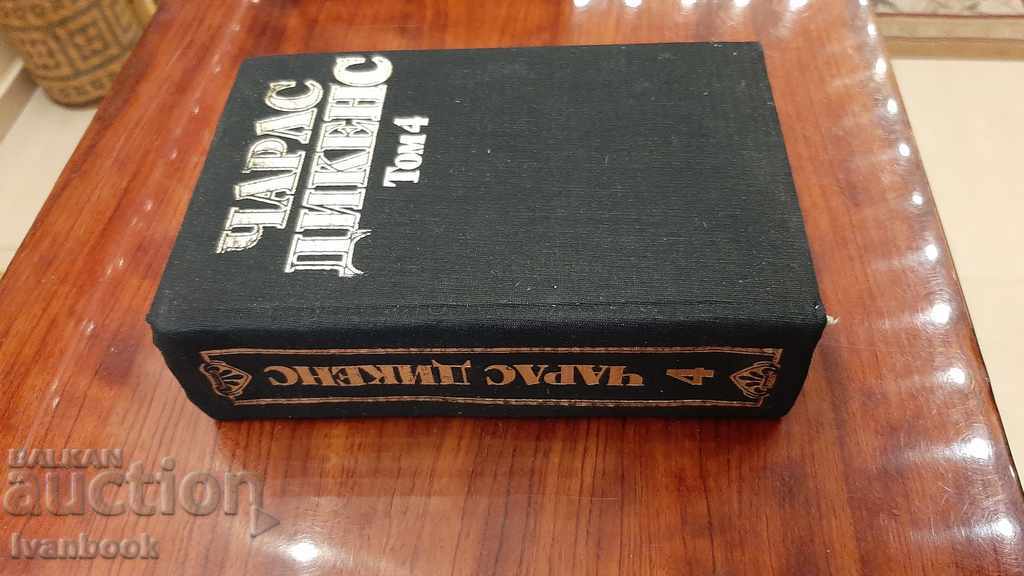 ЧАРЛС
ДИКЕНС
Том 4
4 ЧАРЛС ДИКЕНС
BALKAN
auction
Ivanbook